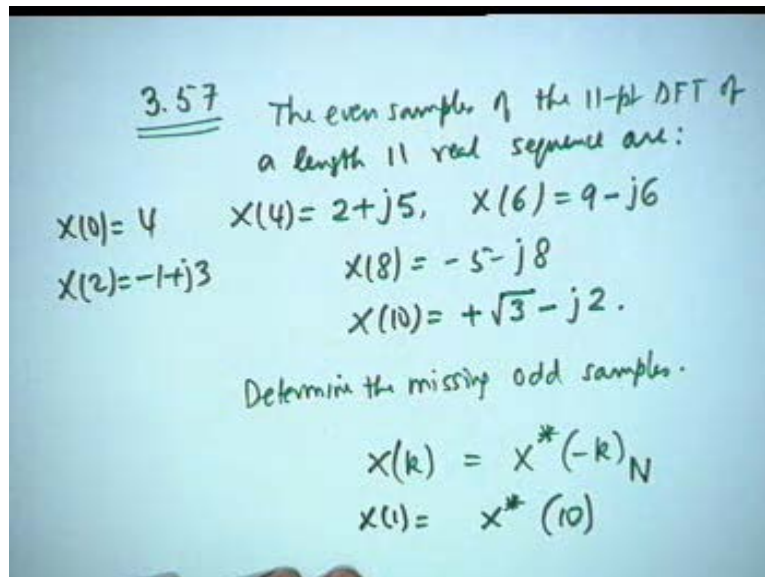 3.57 The even samples of the 11-pt DFT of
a length 11 real sequence are:
X(0)= 4 X(4)= 2+j5, X(6)= 9-j6
X(2)=-1+j3 X(8)= -5-j8
X(10)= +√3-j2.
Determine the missing odd samples.
X(k) = X*(-k)N
X(1)= X*(10)